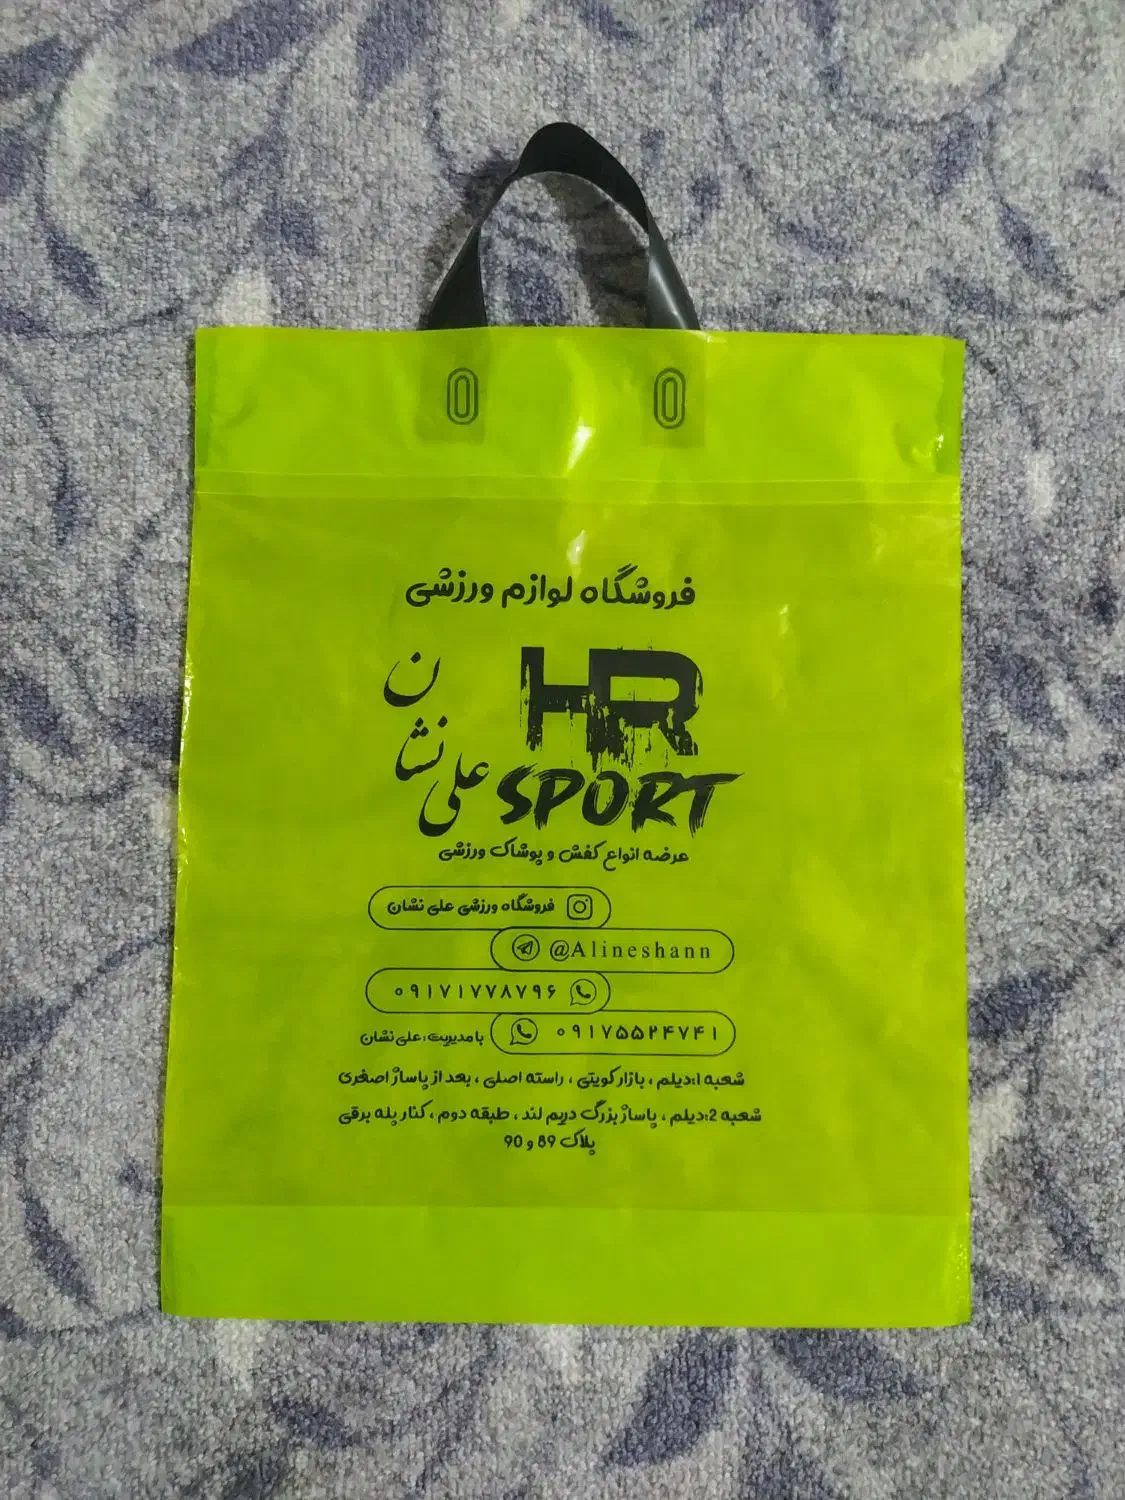 فروشگاه لوازم ورزشی
HR
SPORT
علی نشان
عرضه انواع کفش و پوشاک ورزشی
فروشگاه ورزشی علی نشان
@Alineshann
۰۹۱۷۱۷۷۸۷۹۶
۰۹۱۷۵۵۲۴۷۴۱
با مدیریت: علی نشان
شعبه 1: دیلم ، بازار کویتی ، راسته اصلی ، بعد از پاساژ اصغری
شعبه 2: دیلم ، پاساژ بزرگ دریم لند ، طبقه دوم ، کنار پله برقی
پلاک 89 و 90